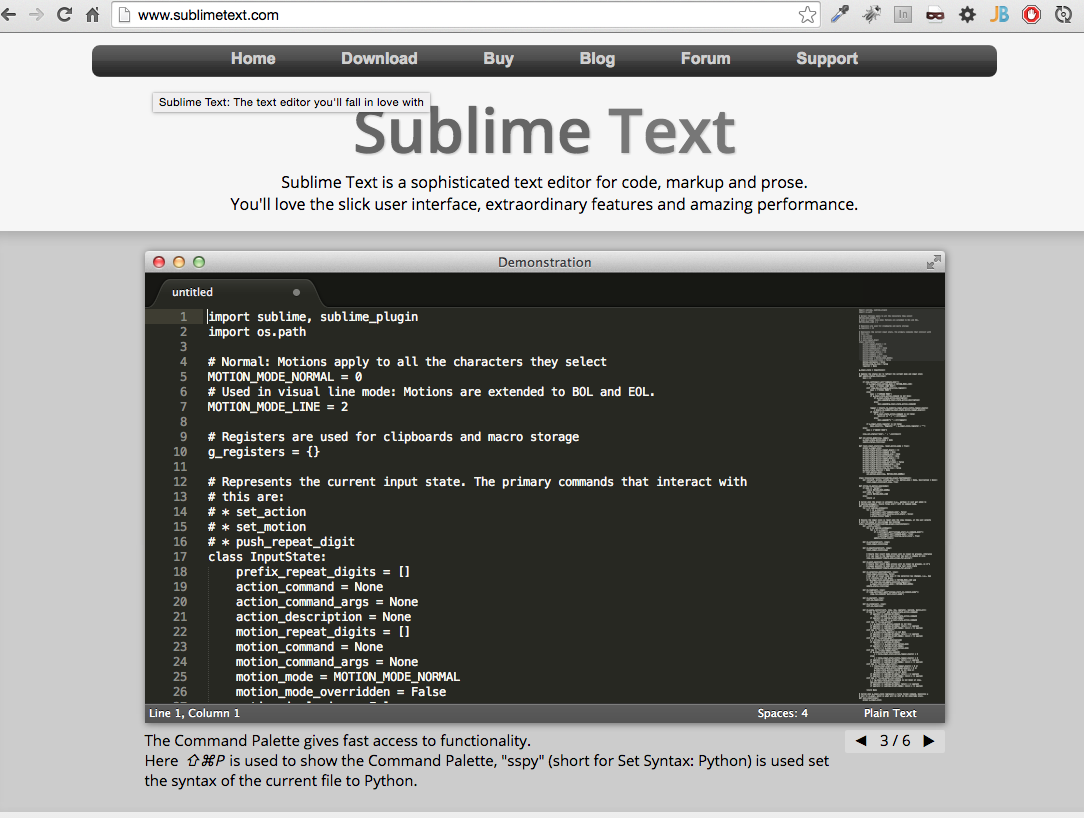 www.sublimetext.com
In
JB
Home Download Buy Blog Forum Support
Sublime Text: The text editor you'll fall in love with
Sublime Text
Sublime Text is a sophisticated text editor for code, markup and prose.
You'll love the slick user interface, extraordinary features and amazing performance.
Demonstration
untitled
1 import sublime, sublime_plugin
2 import os.path
3
4 # Normal: Motions apply to all the characters they select
5 MOTION_MODE_NORMAL = 0
6 # Used in visual line mode: Motions are extended to BOL and EOL.
7 MOTION_MODE_LINE = 2
8
9 # Registers are used for clipboards and macro storage
10 g_registers = {}
11
12 # Represents the current input state. The primary commands that interact with
13 # this are:
14 # * set_action
15 # * set_motion
16 # * push_repeat_digit
17 class InputState:
18 prefix_repeat_digits = []
19 action_command = None
20 action_command_args = None
21 action_description = None
22 motion_repeat_digits = []
23 motion_command = None
24 motion_command_args = None
25 motion_mode = MOTION_MODE_NORMAL
26 motion_mode_overridden = False
Line 1, Column 1 Spaces: 4 Plain Text
The Command Palette gives fast access to functionality.
◀ 3 / 6 ▶
Here ⇧⌘P is used to show the Command Palette, "sspy" (short for Set Syntax: Python) is used set
the syntax of the current file to Python.